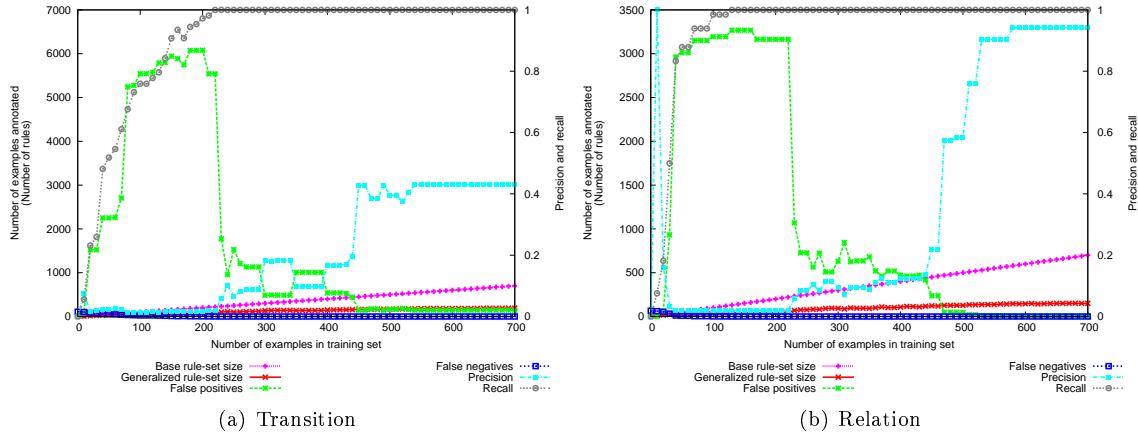 7000
6000
5000
4000
3000
2000
1000
0
0 100 200 300 400 500 600 700
1
0.8
0.6
0.4
0.2
0
Number of examples annotated
(Number of rules)
Precision and recall
Number of examples in training set
Base rule-set size
Generalized rule-set size
False positives
False negatives
Precision
Recall
(a) Transition
3500
3000
2500
2000
1500
1000
500
0
0 100 200 300 400 500 600 700
1
0.8
0.6
0.4
0.2
0
Number of examples annotated
(Number of rules)
Precision and recall
Number of examples in training set
Base rule-set size
Generalized rule-set size
False positives
False negatives
Precision
Recall
(b) Relation